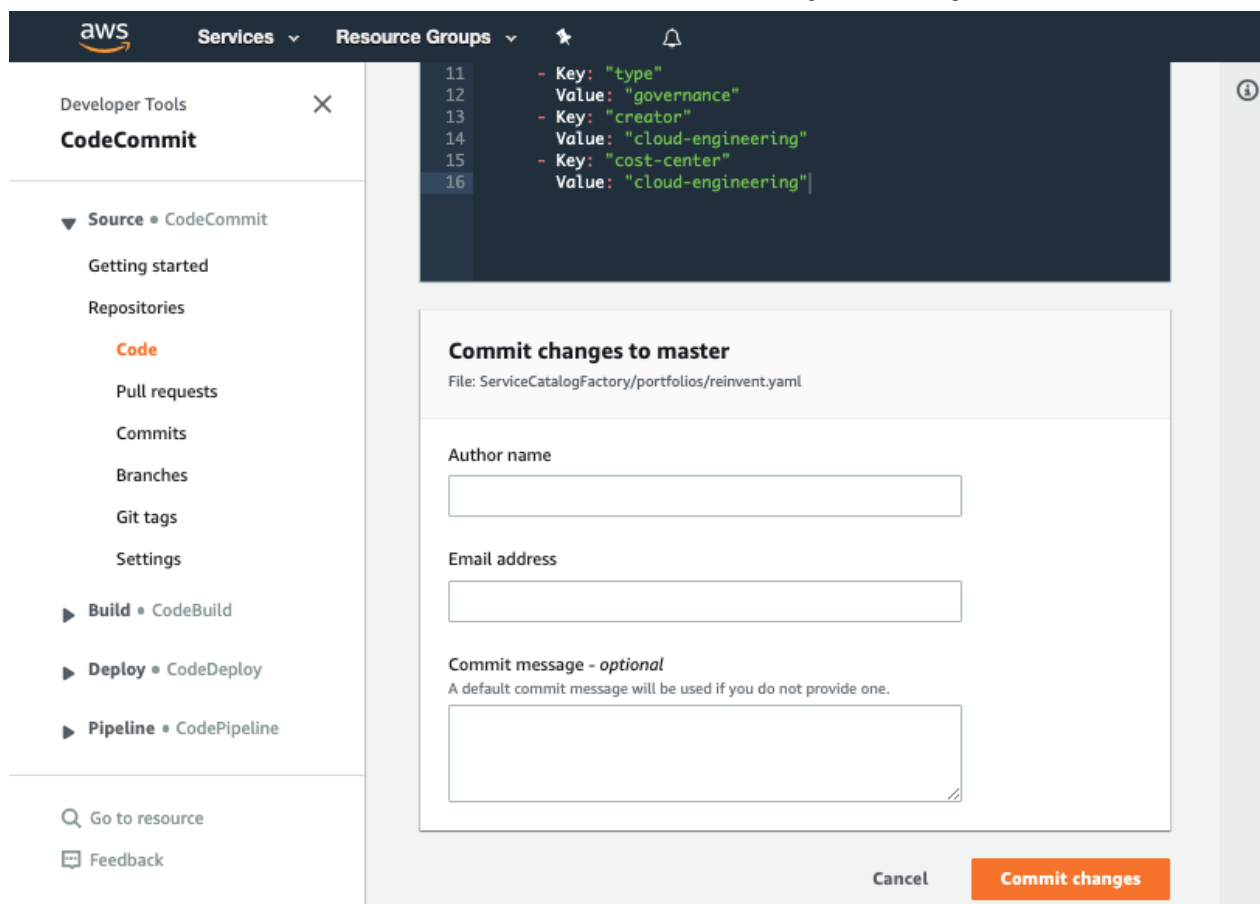 aws
Services
Resource Groups
Developer Tools
CodeCommit
Source • CodeCommit
Getting started
Repositories
Code
Pull requests
Commits
Branches
Git tags
Settings
Build • CodeBuild
Deploy • CodeDeploy
Pipeline • CodePipeline
Go to resource
Feedback
11 - Key: "type"
12 Value: "governance"
13 - Key: "creator"
14 Value: "cloud-engineering"
15 - Key: "cost-center"
16 Value: "cloud-engineering"
Commit changes to master
File: ServiceCatalogFactory/portfolios/reinvent.yaml
Author name
Email address
Commit message - optional
A default commit message will be used if you do not provide one.
Cancel
Commit changes